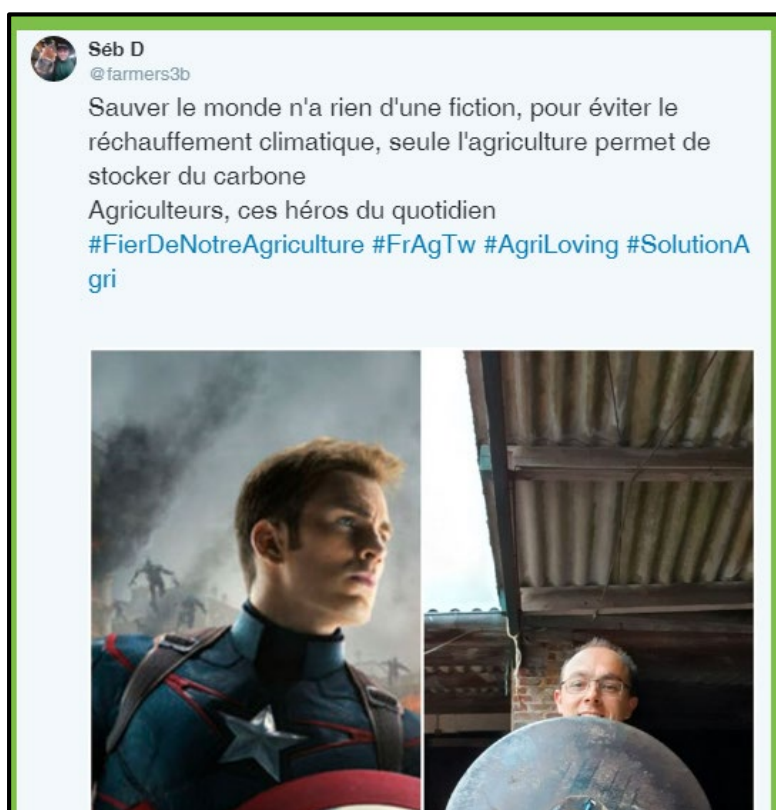 Séb D
@farmers3b
Sauver le monde n'a rien d'une fiction, pour éviter le
réchauffement climatique, seule l'agriculture permet de
stocker du carbone
Agriculteurs, ces héros du quotidien
#FierDeNotreAgriculture #FrAgTw #AgriLoving #SolutionA
gri